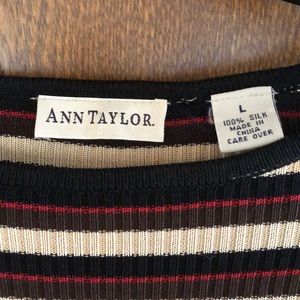 ANN TAYLOR.
L
100% SILK
MADE IN
CHINA
CARE OVER